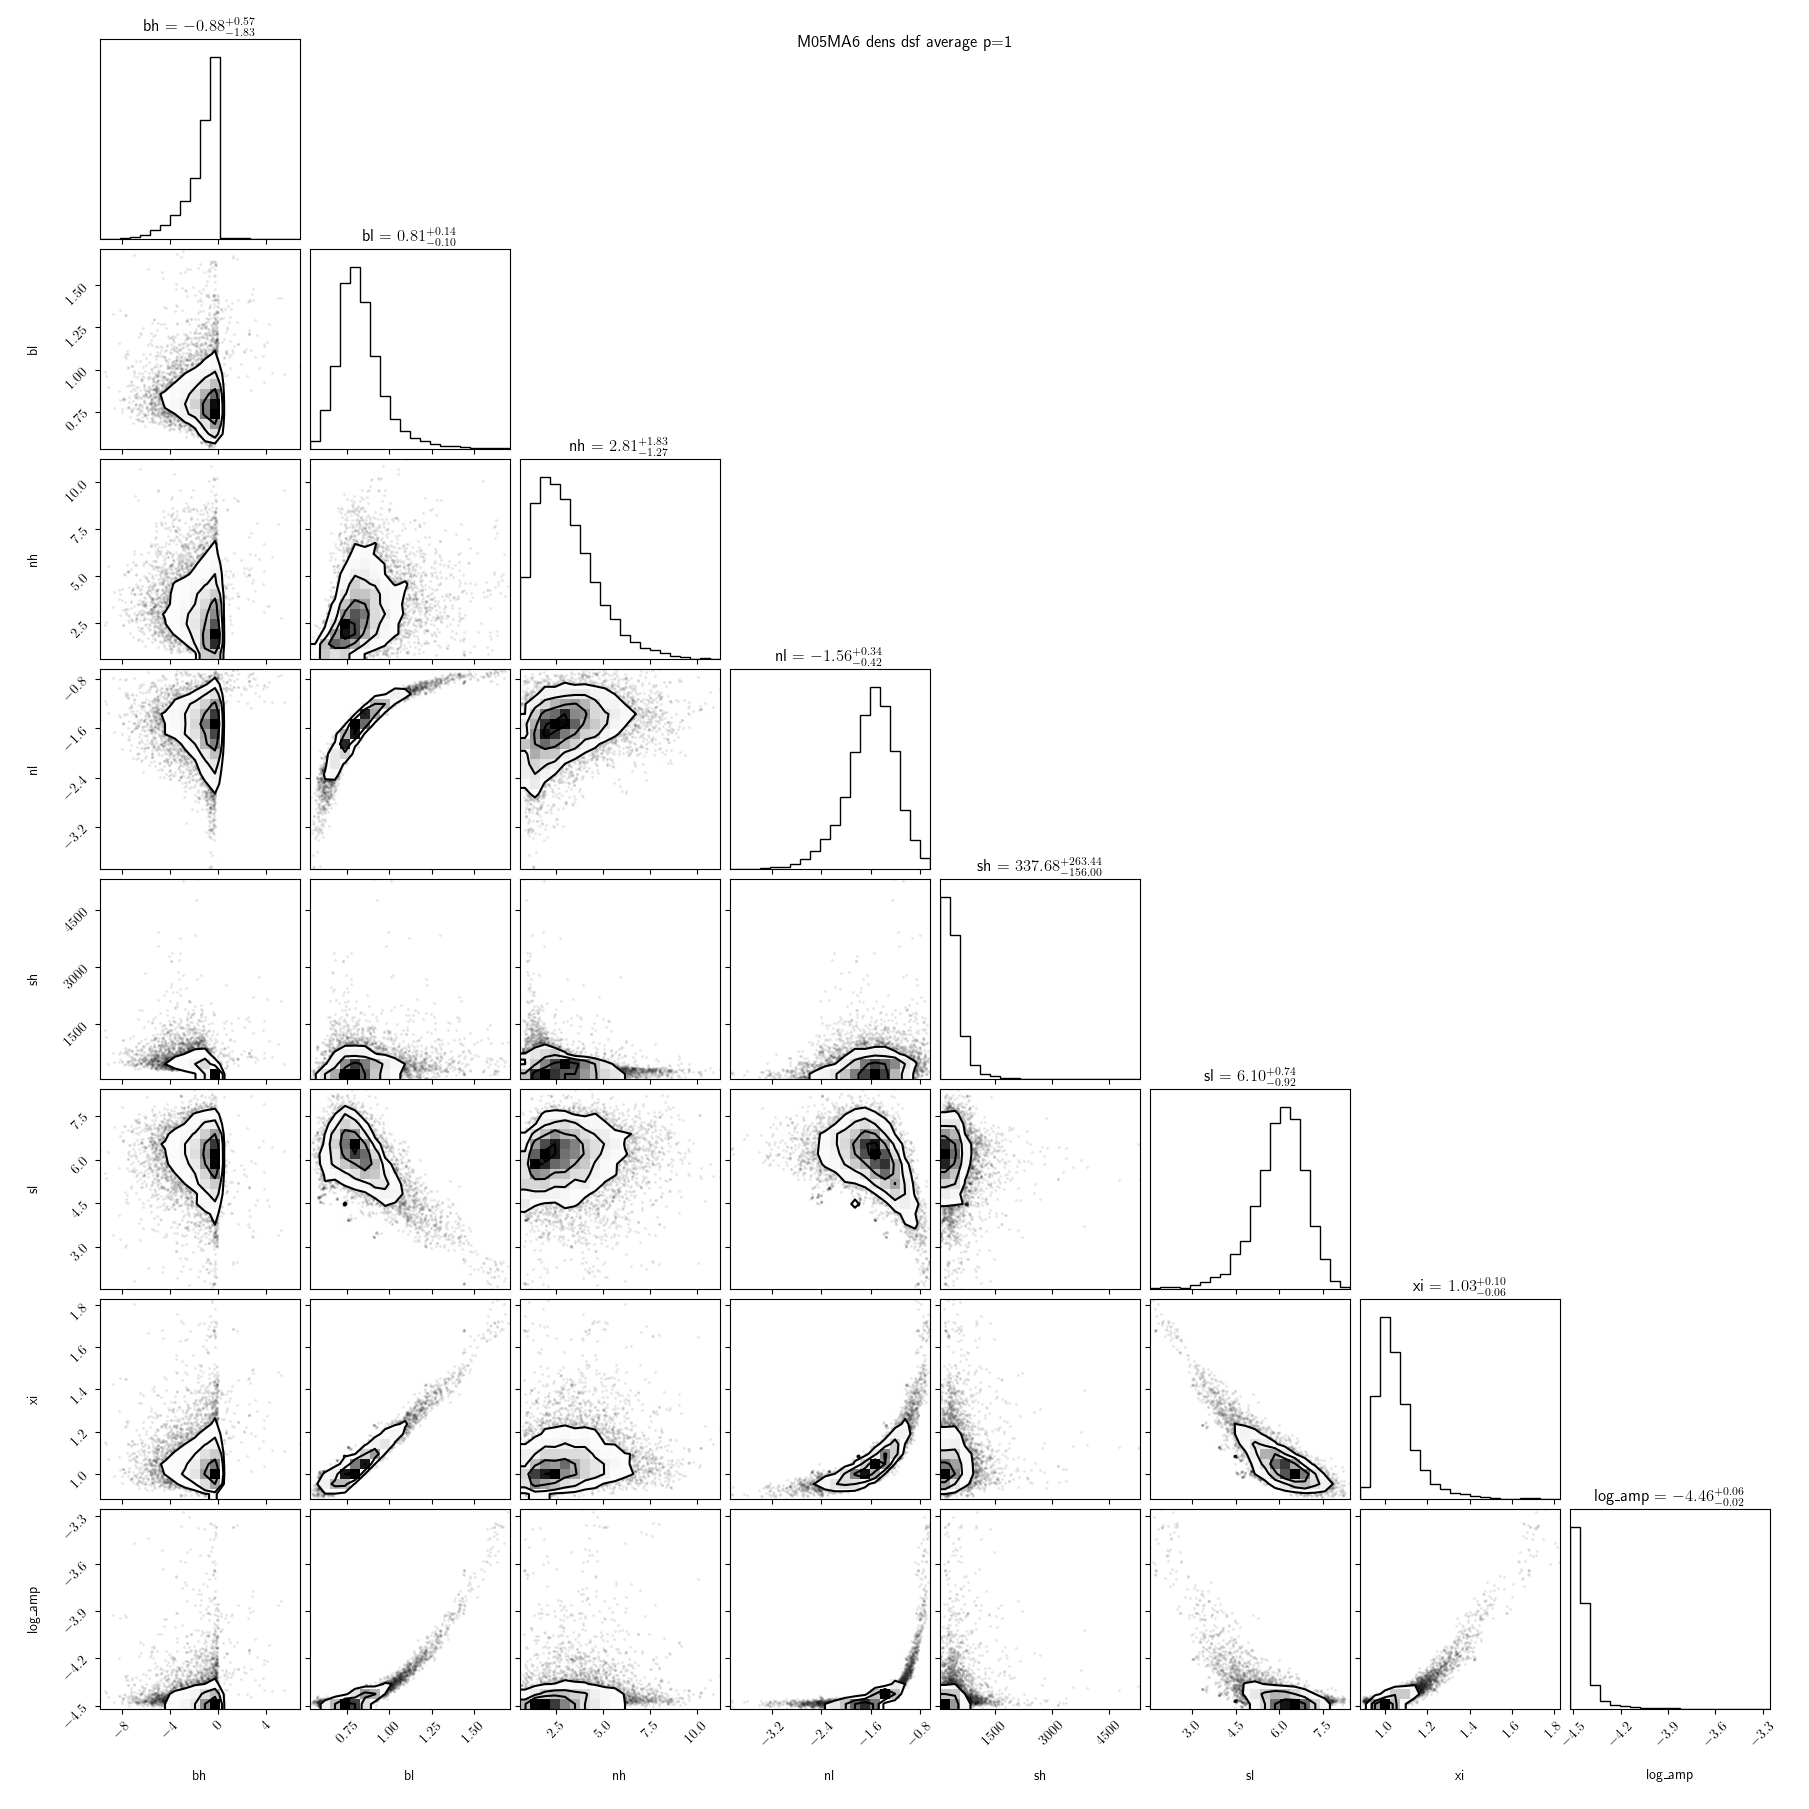 M05MA6 dens dsf average p=1
bh = −0.88+0.57−1.83
bl = 0.81+0.14−0.10
bl
1.50
1.25
1.00
0.75
nh = 2.81+1.83−1.27
nh
10.0
7.5
5.0
2.5
nl = −1.56+0.34−0.42
nl
−0.8
−1.6
−2.4
−3.2
sh = 337.68+263.44−156.00
sh
4500
3000
1500
sl = 6.10+0.74−0.92
sl
7.5
6.0
4.5
3.0
xi = 1.03+0.10−0.06
xi
1.8
1.6
1.4
1.2
1.0
log_amp = −4.46+0.06−0.02
log_amp
−3.3
−3.6
−3.9
−4.2
−4.5
−8 −4 0 4 0.75 1.00 1.25 1.50 2.5 5.0 7.5 10.0 −3.2 −2.4 −1.6 −0.8 1500 3000 4500 3.0 4.5 6.0 7.5 1.0 1.2 1.4 1.6 1.8 −4.5 −4.2 −3.9 −3.6 −3.3
bh bl nh nl sh sl xi log_amp